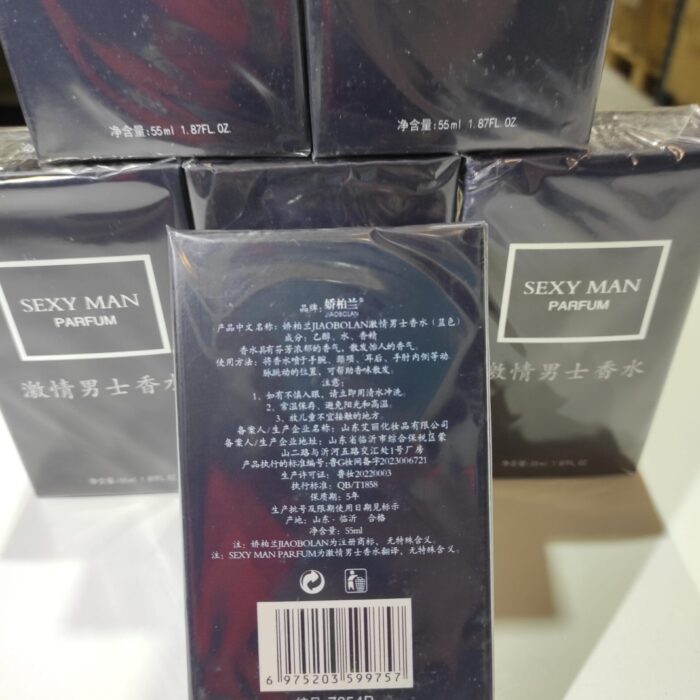 净含量:55ml 1.87FL.OZ
净含量:55ml 1.87FL.OZ
SEXY MAN
PARFUM
激情男士香水
SEXY MAN
PARFUM
激情男士香水
品牌: 娇柏兰®
JIAOBOLAN
产品中文名称: 娇柏兰JIAOBOLAN激情男士香水(蓝色)
成分: 乙醇、水、香精
香水具有芬芳浓郁的香气,散发怡人的香气。
使用方法: 将香水喷于手腕、颈项、耳后、手肘内侧等动
脉跳动的位置,可帮助香味散发。
注意:
1、如有不慎入眼,请立即用清水冲洗。
2、常温保存、避免阳光和高温。
3、放儿童不宜接触的地方。
备案人/生产企业名称: 山东艾丽化妆品有限公司
备案人/生产企业地址: 山东省临沂市综合保税区蒙
山二路与沂河五路交汇处1号厂房
产品执行的标准编号:鲁G妆网备字2023006721
生产许可证: 鲁妆20220003
执行标准: QB/T1858
保质期: 5年
生产批号及限期使用日期见标示
产地: 山东·临沂 合格
净含量: 55ml
注: 娇柏兰JIAOBOLAN为注册商标、无特殊含义。
注: SEXY MAN PARFUM为激情男士香水翻译、无特殊含义。
6 975203 599757